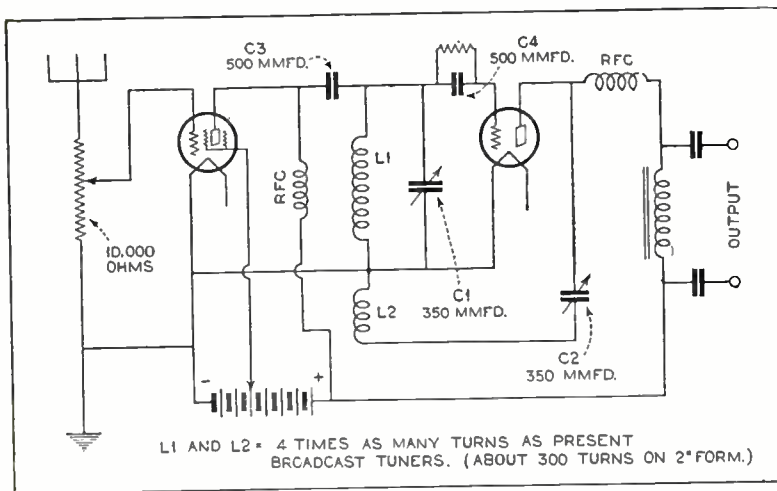 C3
500 MMFD.
C4
500 MMFD.
RFC
L1
RFC
10,000
OHMS
C1
350 MMFD.
L2
C2
350 MMFD.
OUTPUT
- +
L1 AND L2 = 4 TIMES AS MANY TURNS AS PRESENT
BROADCAST TUNERS. (ABOUT 300 TURNS ON 2" FORM.)